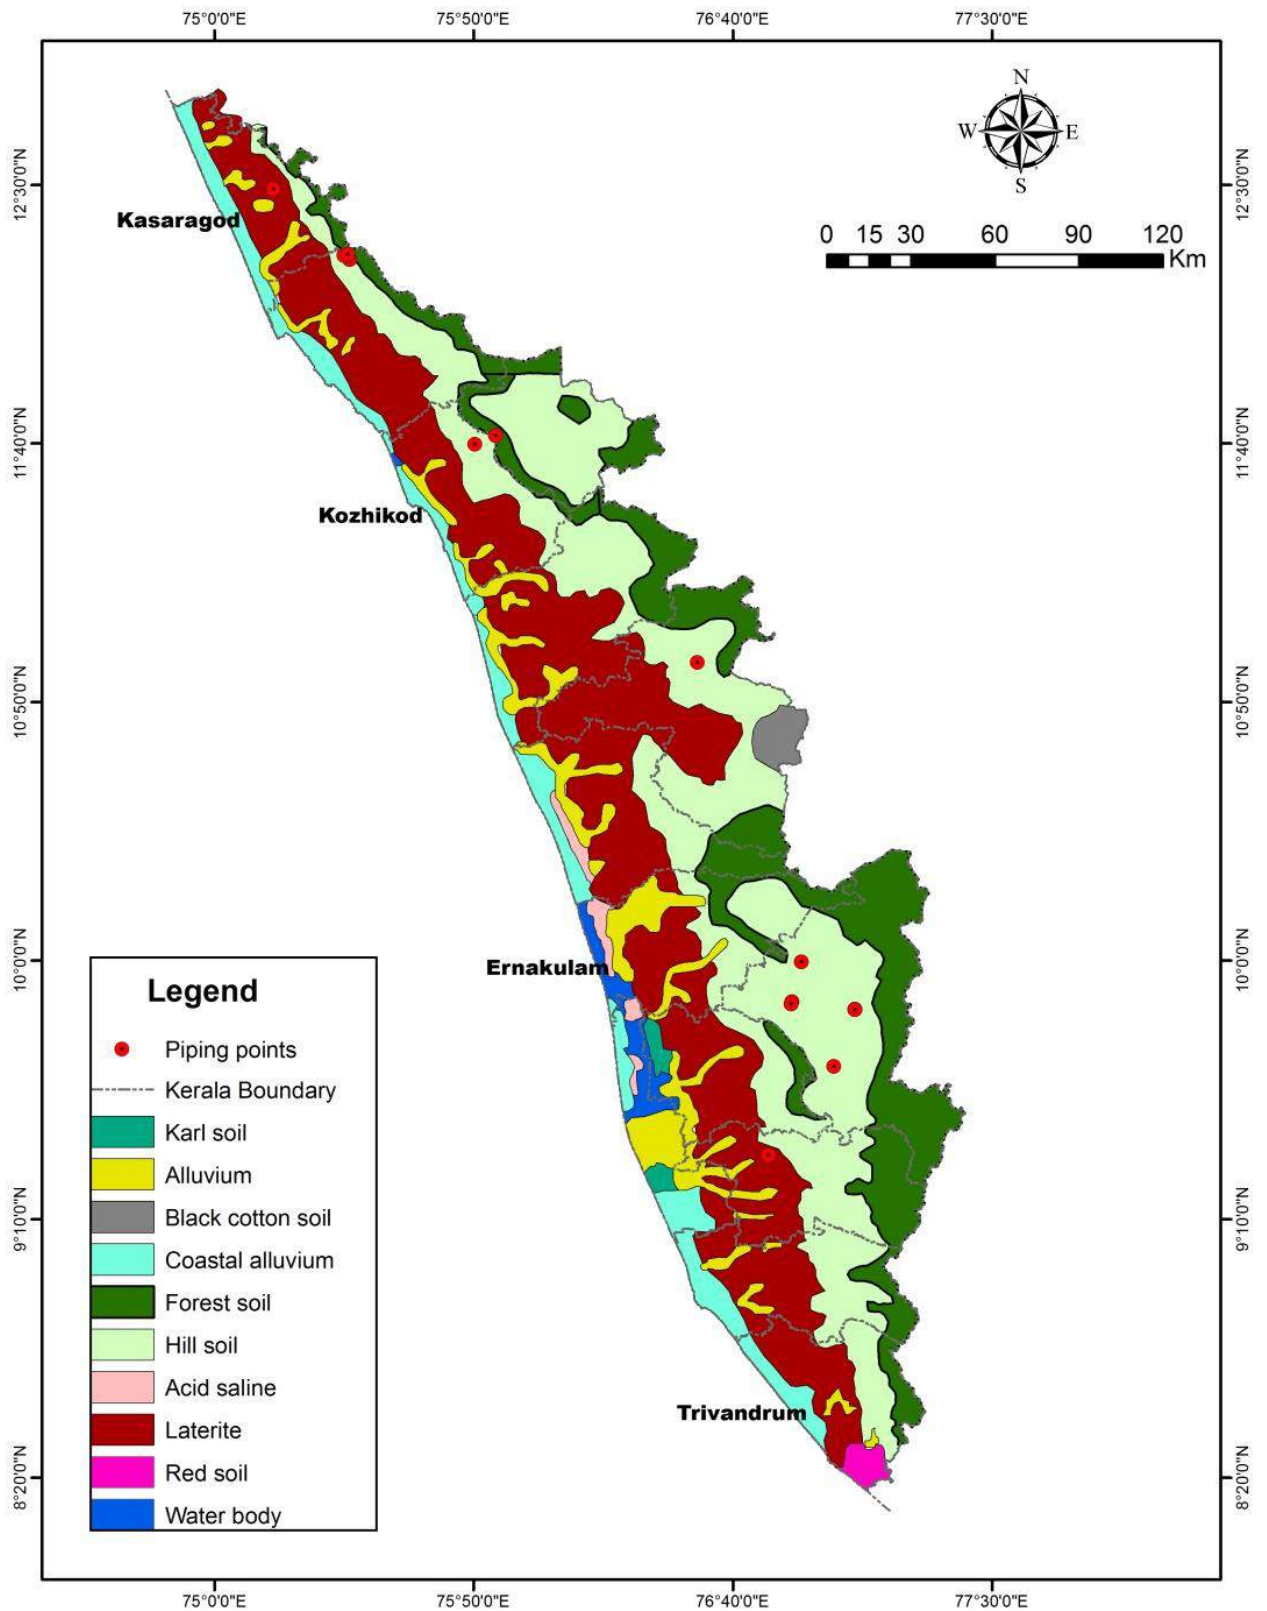 75°0'0"E 75°50'0"E 76°40'0"E 77°30'0"E
N
W E
S
12°30'0"N 12°30'0"N
Kasaragod
0 15 30 60 90 120
Km
11°40'0"N 11°40'0"N
Kozhikod
10°50'0"N 10°50'0"N
10°0'0"N 10°0'0"N
Ernakulam
Legend
Piping points
Kerala Boundary
Karl soil
Alluvium
Black cotton soil
Coastal alluvium
Forest soil
Hill soil
Acid saline
Laterite
Red soil
Water body
9°10'0"N 9°10'0"N
Trivandrum
8°20'0"N 8°20'0"N
75°0'0"E 75°50'0"E 76°40'0"E 77°30'0"E